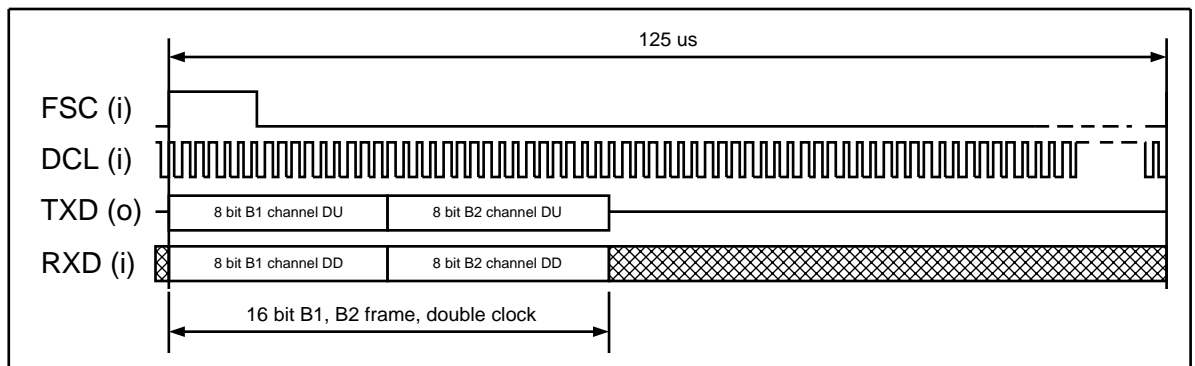 125 us
FSC (i)
DCL (i)
TXD (o)
8 bit B1 channel DU
8 bit B2 channel DU
RXD (i)
8 bit B1 channel DD
8 bit B2 channel DD
16 bit B1, B2 frame, double clock